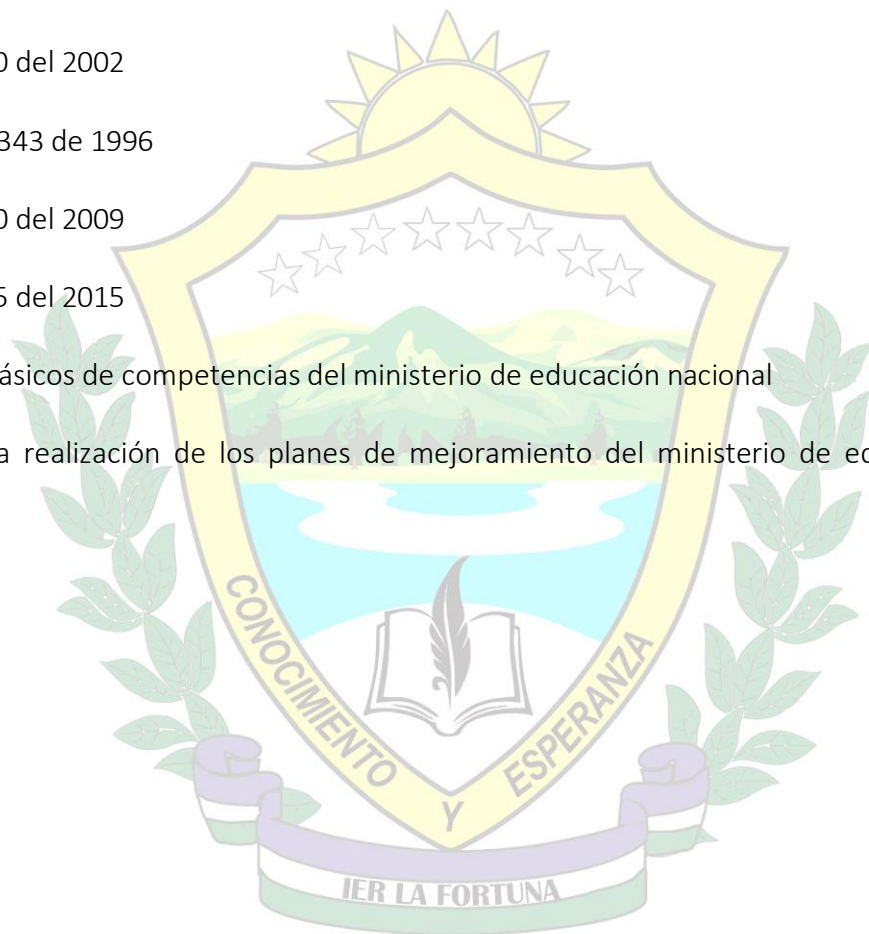 0 del 2002
343 de 1996
0 del 2009
5 del 2015
ásicos de competencias del ministerio de educación nacional
a realización de los planes de mejoramiento del ministerio de
CONOCIMIENTO Y ESPERANZA
IER LA FORTUNA